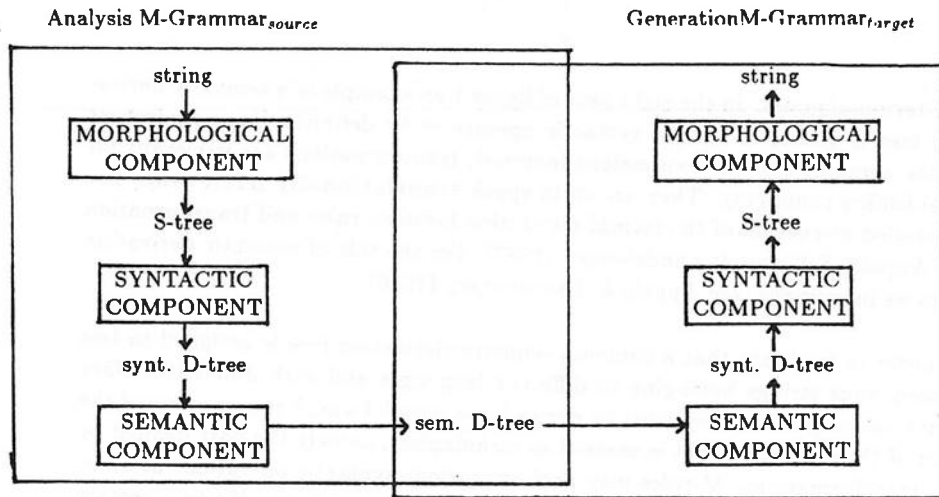 Analysis M-Grammar_source
GenerationM-Grammar_target
string
MORPHOLOGICAL
COMPONENT
S-tree
SYNTACTIC
COMPONENT
synt. D-tree
SEMANTIC
COMPONENT
sem. D-tree
string
MORPHOLOGICAL
COMPONENT
S-tree
SYNTACTIC
COMPONENT
synt. D-tree
SEMANTIC
COMPONENT